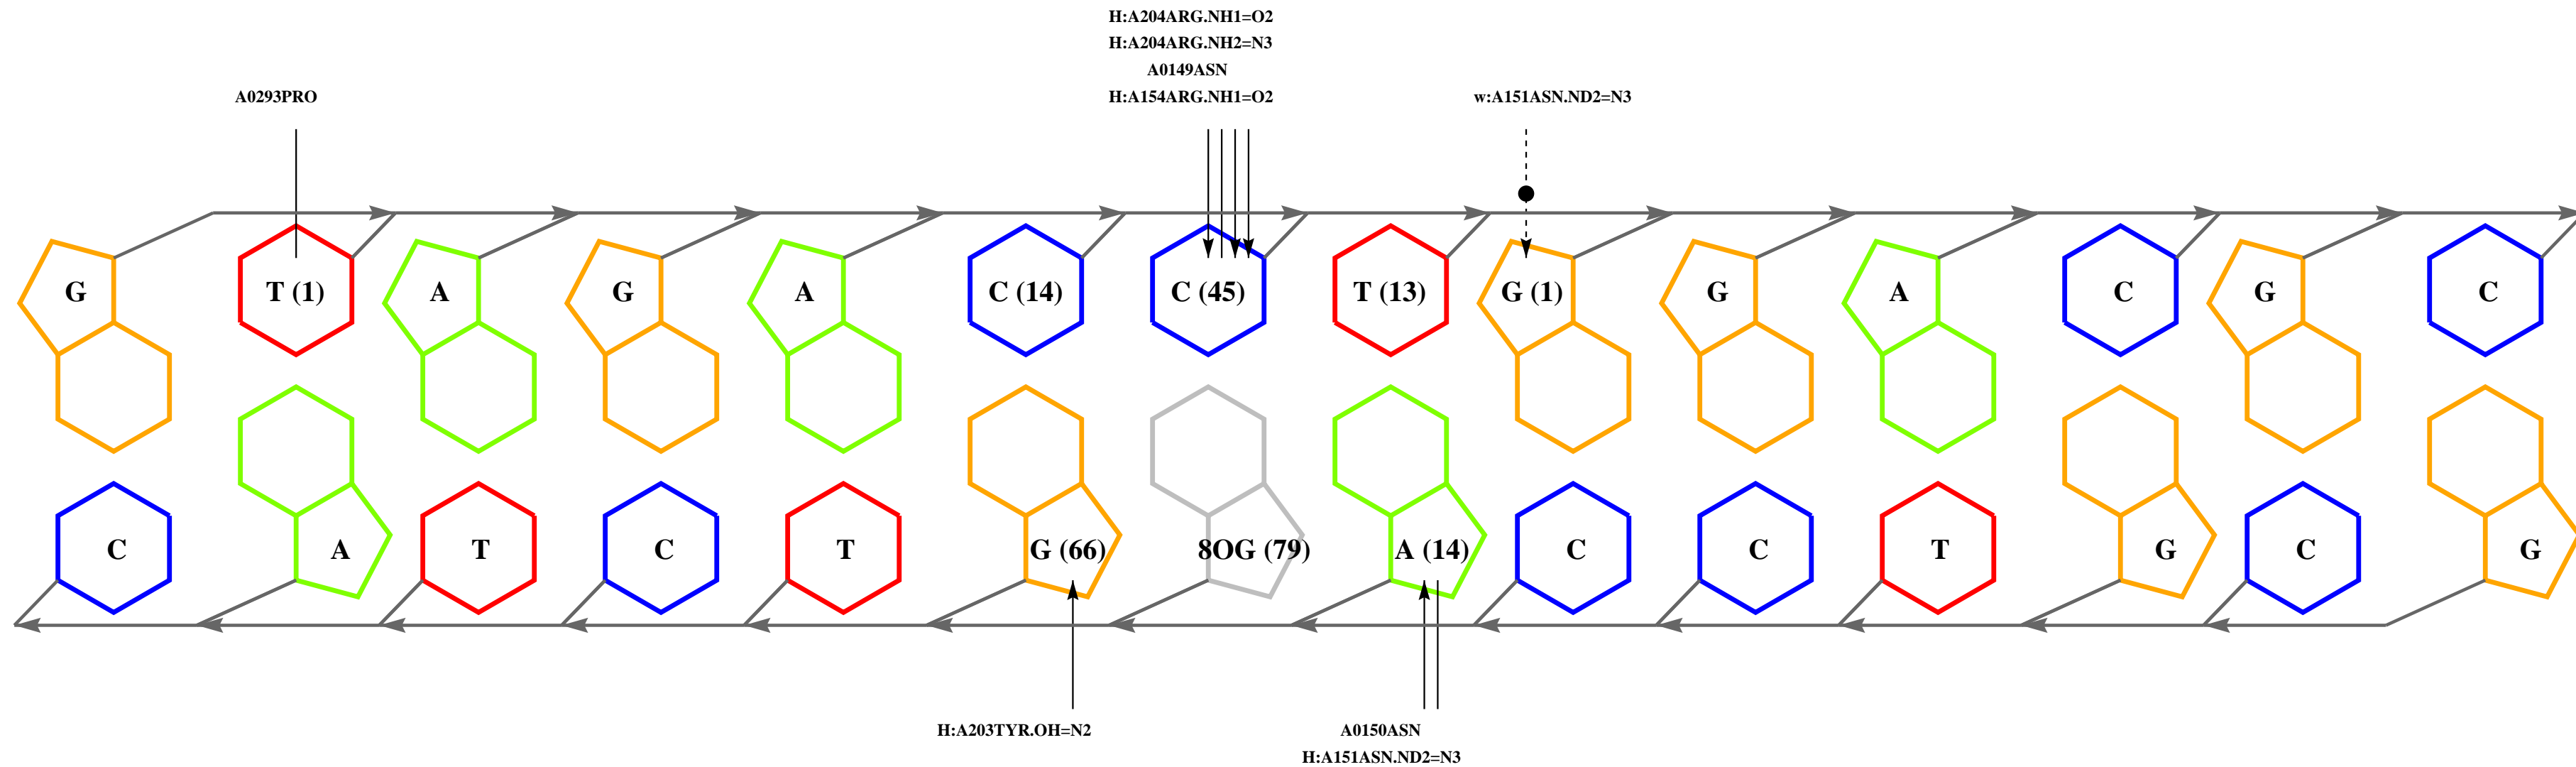 H:A204ARG.NH1=O2
H:A204ARG.NH2=N3
A0149ASN
A0293PRO H:A154ARG.NH1=O2 w:A151ASN.ND2=N3
G T (1) A G A C (14) C (45) T (13) G (1) G A C G C
C A T C T G (66) 8OG (79) A (14) C C T G C G
H:A203TYR.OH=N2 A0150ASN
H:A151ASN.ND2=N3